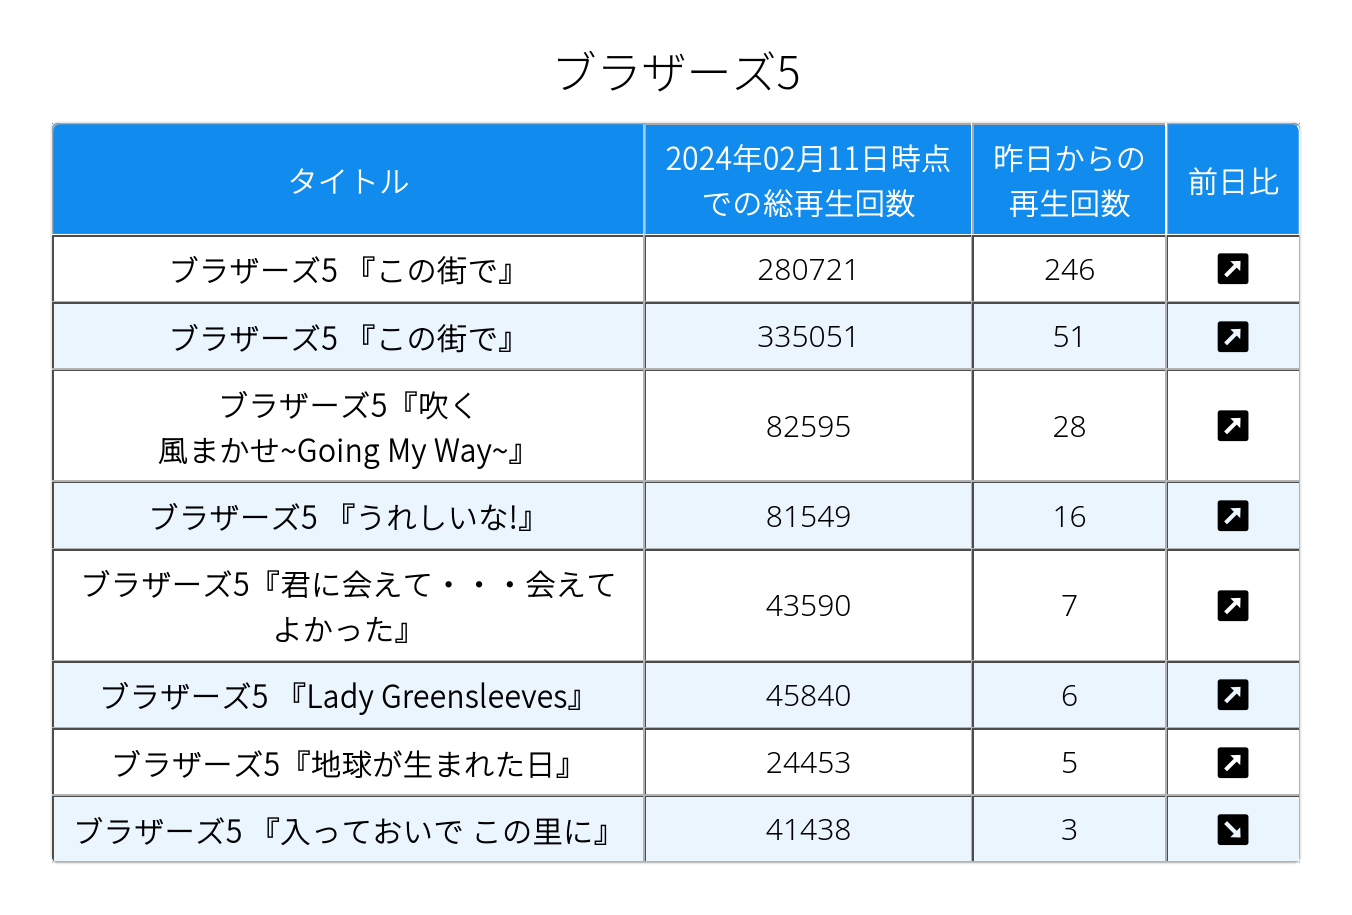 ブラザーズ5
タイトル
2024年02月11日時点
での総再生回数
昨日からの
再生回数
前日比
ブラザーズ5 『この街で』
280721
246
ブラザーズ5 『この街で』
335051
51
ブラザーズ5『吹く
風まかせ~Going My Way~』
82595
28
ブラザーズ5 『うれしいな!』
81549
16
ブラザーズ5『君に会えて・・・会えて
よかった』
43590
7
ブラザーズ5 『Lady Greensleeves』
45840
6
ブラザーズ5『地球が生まれた日』
24453
5
ブラザーズ5 『入っておいで この里に』
41438
3